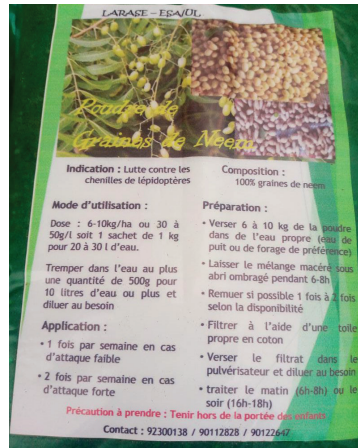 LARASE - ESA/UL
Poudre de
Graines de Neem
Indication : Lutte contre les
chenilles de lépidoptères
Mode d'utilisation :
Dose : 6-10kg/ha ou 30 à
50g/l soit 1 sachet de 1 kg
pour 20 à 30 l d'eau.
Tremper dans l'eau au plus
une quantité de 500g pour
10 litres d'eau ou plus et
diluer au besoin
Application :
• 1 fois par semaine en cas
d'attaque faible
• 2 fois par semaine en cas
d'attaque forte
Composition :
100% graines de neem
Préparation :
• Verser 6 à 10 kg de la poudre
dans de l'eau propre (eau de
puit ou de forage de préférence)
• Laisser le mélange macéré sous
abri ombragé pendant 6-8h
• Remuer si possible 1 fois à 2 fois
selon la disponibilité
• Filtrer à l'aide d'une toile
propre en coton
• Verser le filtrat dans le
pulvérisateur et diluer au besoin
• traiter le matin (6h-8h) ou le
soir (16h-18h)
Précaution à prendre : Tenir hors de la portée des enfants
Contact : 92300138 / 90112828 / 90122647